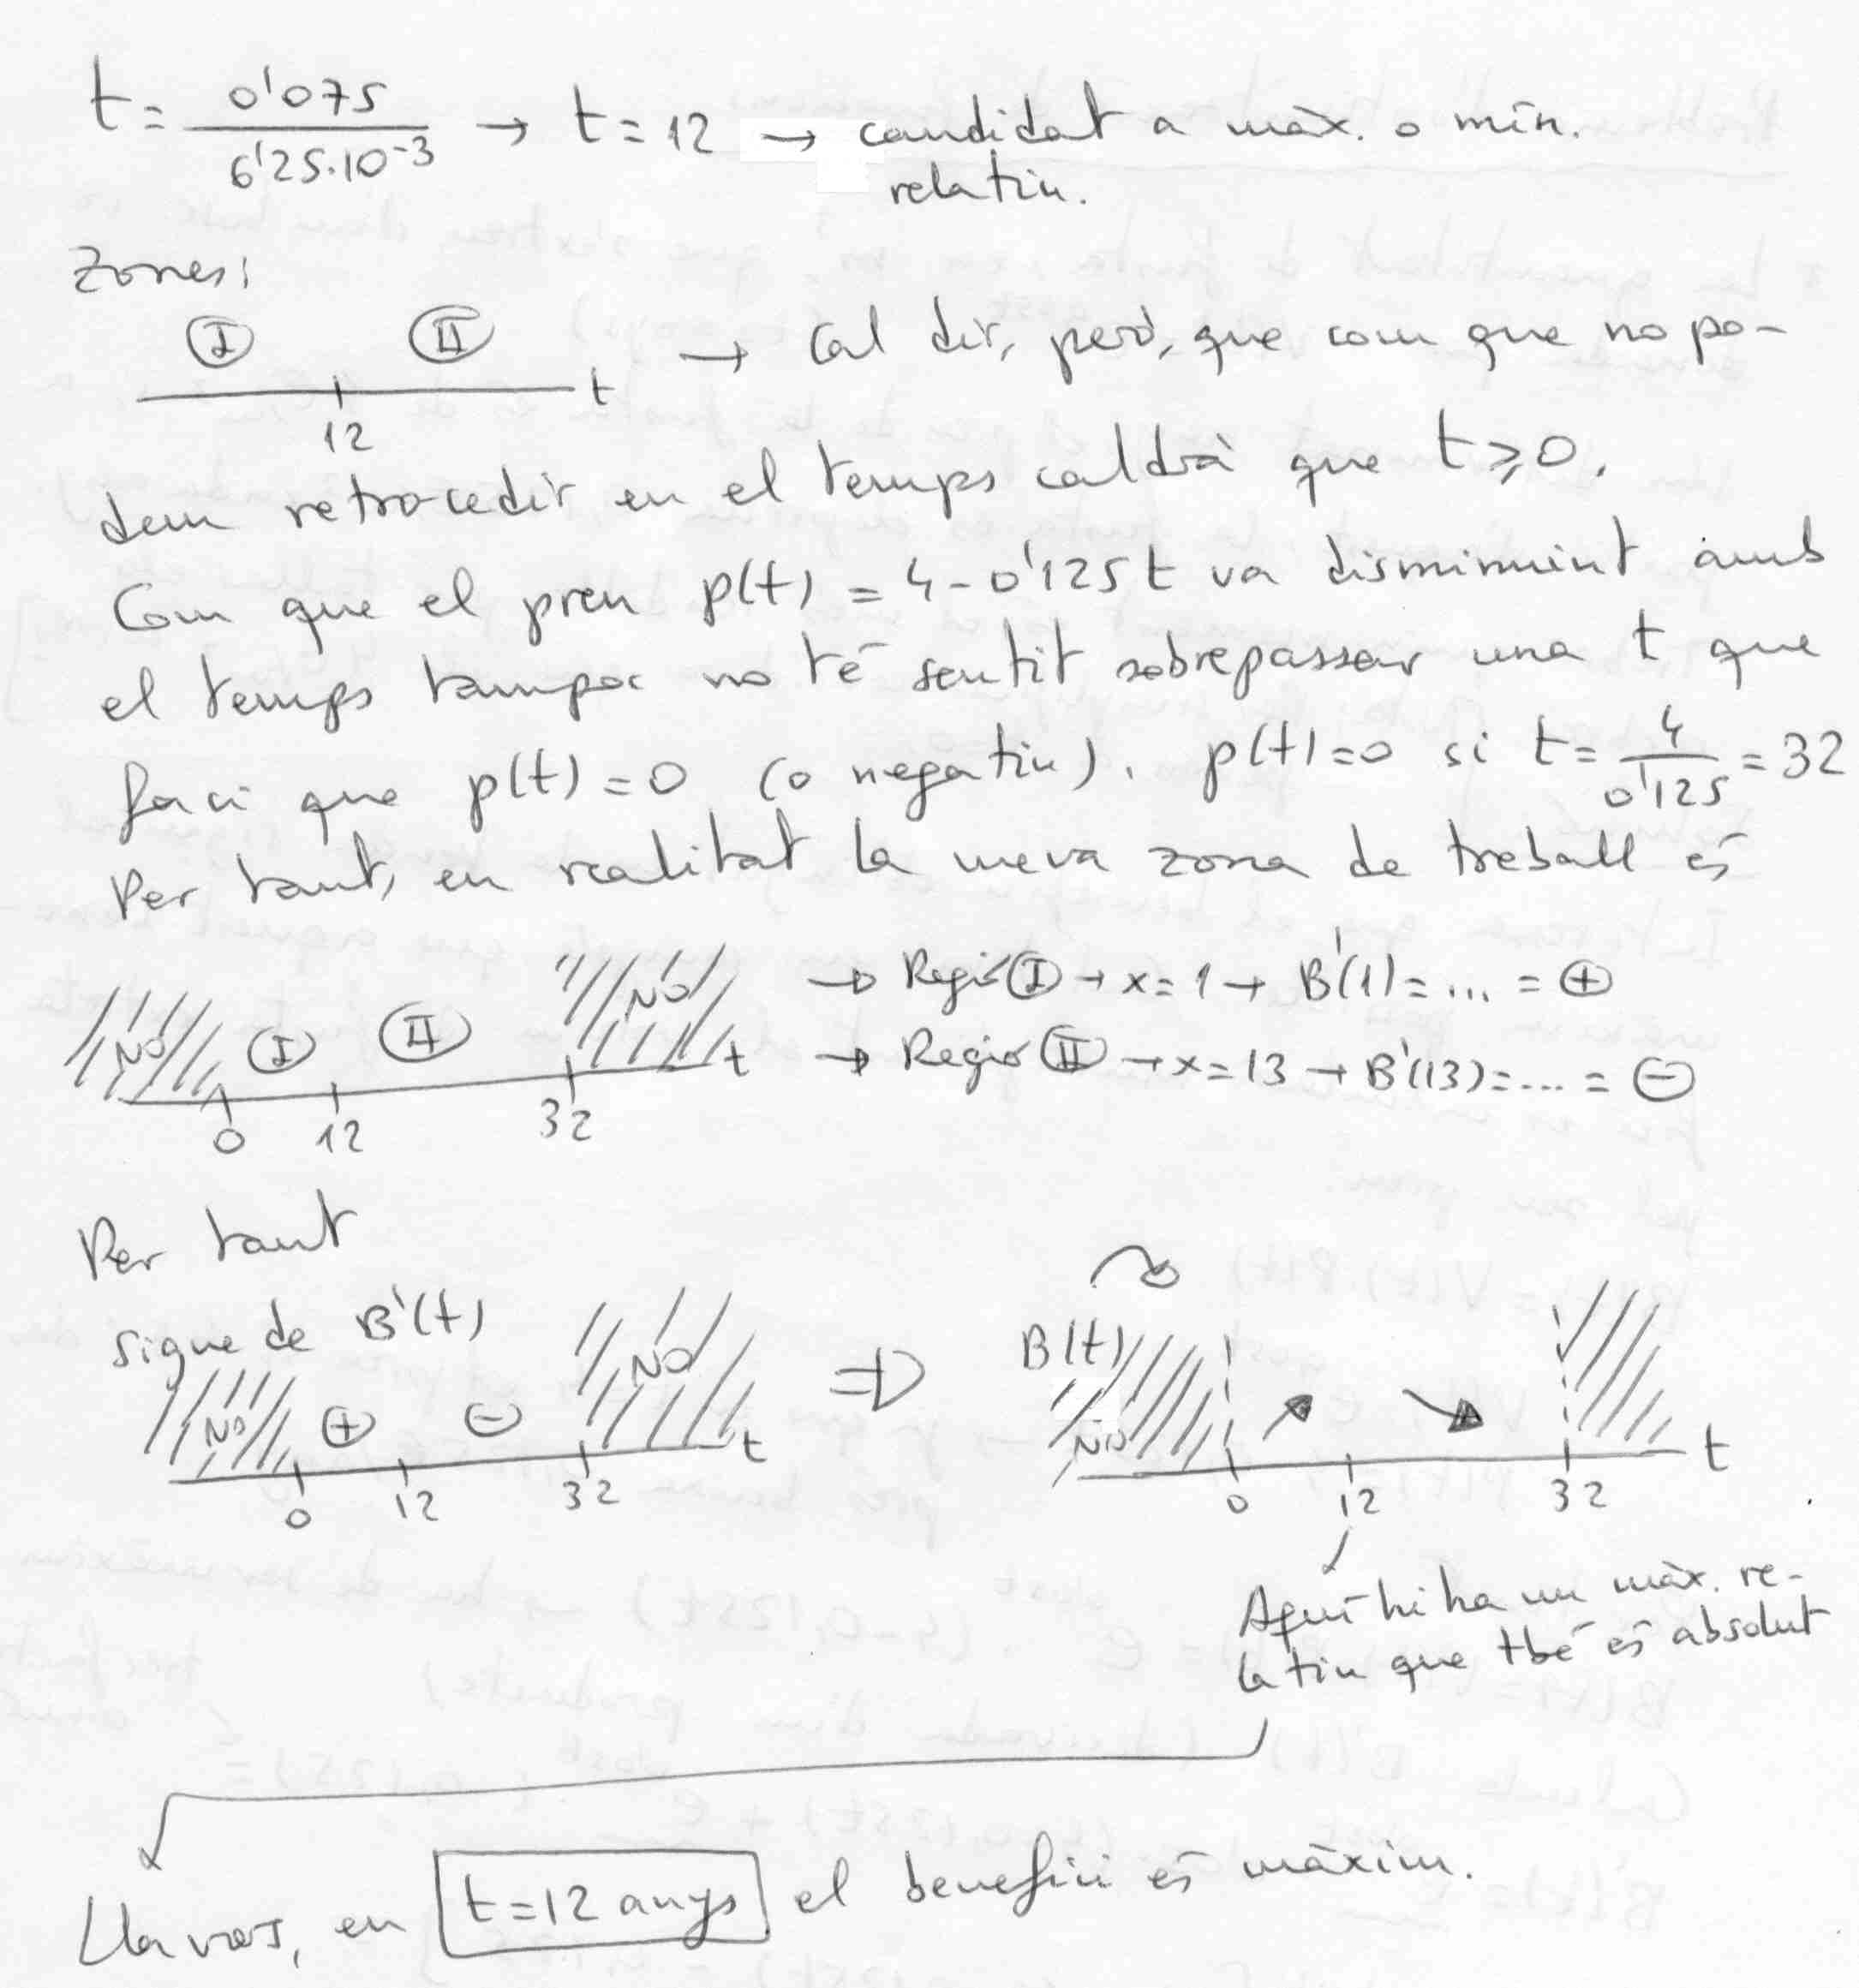 t = 0'075 / 6'25·10⁻³ → t = 12 → candidat a màx. o mín.
relatiu.
Zones:
I II t → Cal dir, però, que com que no po-
12
dem retrocedir en el temps caldrà que t ≥ 0.
Com que el preu p(t) = 4 - 0'125t va disminuint amb
el temps tampoc no té sentit sobrepassar una t que
faci que p(t) = 0 (o negatiu). p(t) = 0 si t = 4 / 0'125 = 32
Per tant, en realitat la meva zona de treball és
NO I II NO t
0 12 32
→ Regió I → x = 1 → B'(1) = ... = +
→ Regió II → x = 13 → B'(13) = ... = -
Per tant
signe de B'(t)
NO + - NO t
0 12 32
⇒
B(t)
NO ↗ ↘ t
0 12 32
Aquí hi ha un màx. re-
latiu que tbé és absolut
Llavors, en t = 12 anys el benefici és màxim.